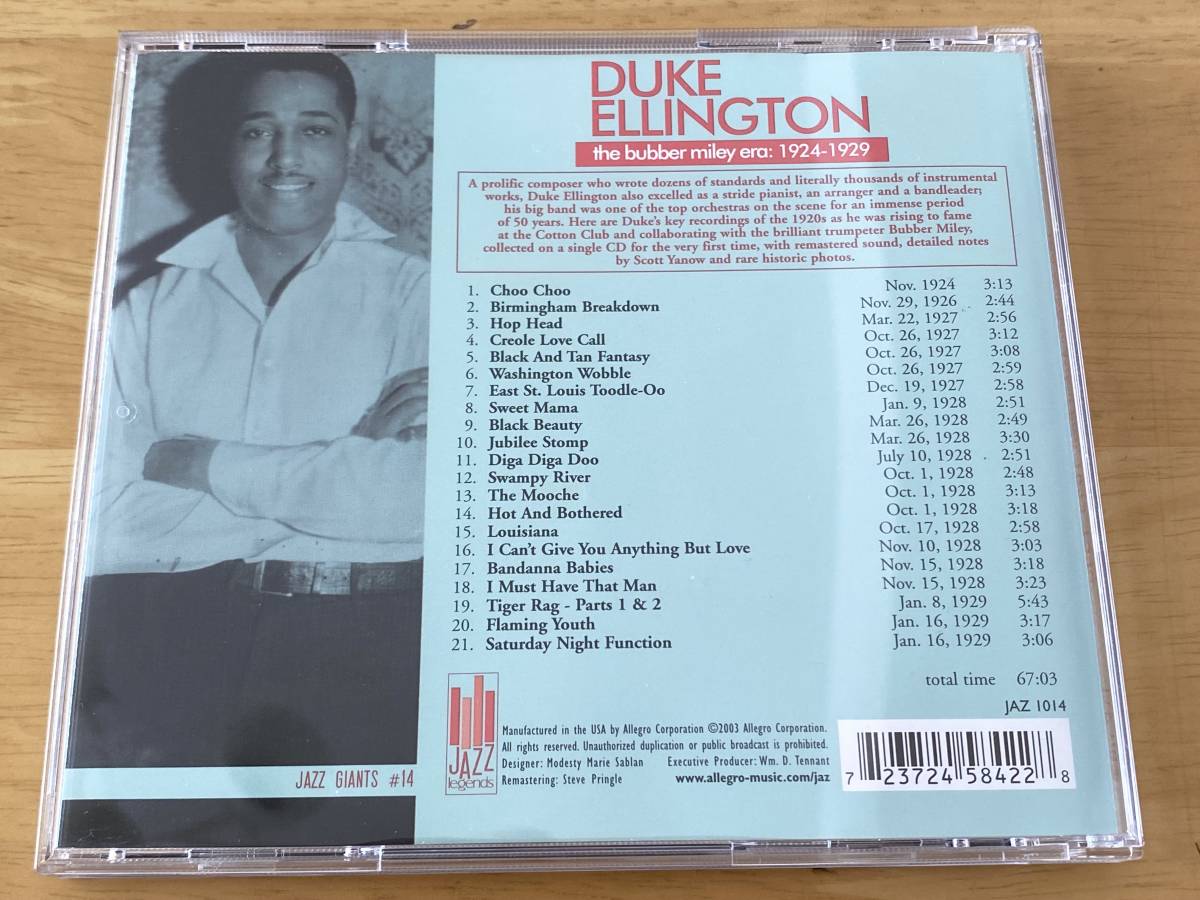 DUKE
ELLINGTON
the bubber miley era: 1924-1929
A prolific composer who wrote dozens of standards and literally thousands of instrumental
works, Duke Ellington also excelled as a stride pianist, an arranger and a bandleader;
his big band was one of the top orchestras on the scene for an immense period
of 50 years. Here are Duke's key recordings of the 1920s as he was rising to fame
at the Cotton Club and collaborating with the brilliant trumpeter Bubber Miley,
collected on a single CD for the very first time, with remastered sound, detailed notes
by Scott Yanow and rare historic photos.
1. Choo Choo Nov. 1924 3:13
2. Birmingham Breakdown Nov. 29, 1926 2:44
3. Hop Head Mar. 22, 1927 2:56
4. Creole Love Call Oct. 26, 1927 3:12
5. Black And Tan Fantasy Oct. 26, 1927 3:08
6. Washington Wobble Oct. 26, 1927 2:59
7. East St. Louis Toodle-Oo Dec. 19, 1927 2:58
8. Sweet Mama Jan. 9, 1928 2:51
9. Black Beauty Mar. 26, 1928 2:49
10. Jubilee Stomp Mar. 26, 1928 3:30
11. Diga Diga Doo July 10, 1928 2:51
12. Swampy River Oct. 1, 1928 2:48
13. The Mooche Oct. 1, 1928 3:13
14. Hot And Bothered Oct. 1, 1928 3:18
15. Louisiana Oct. 17, 1928 2:58
16. I Can't Give You Anything But Love Nov. 10, 1928 3:03
17. Bandanna Babies Nov. 15, 1928 3:18
18. I Must Have That Man Nov. 15, 1928 3:23
19. Tiger Rag - Parts 1 & 2 Jan. 8, 1929 5:43
20. Flaming Youth Jan. 16, 1929 3:17
21. Saturday Night Function Jan. 16, 1929 3:06
total time 67:03
JAZ 1014
JAZZ
legends
Manufactured in the USA by Allegro Corporation ©2003 Allegro Corporation.
All rights reserved. Unauthorized duplication or public broadcast is prohibited.
Designer: Modesty Marie Sablan Executive Producer: Wm. D. Tennant
Remastering: Steve Pringle www.allegro-music.com/jaz
7 23724 58422 8
JAZZ GIANTS #14